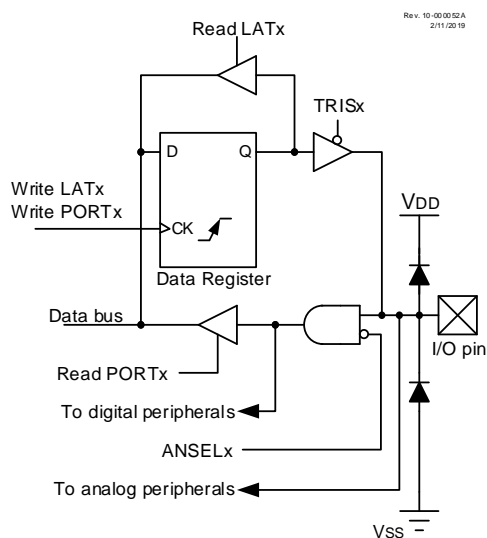 Rev. 10-000052A
2/11/2019
Read LATx
TRISx
D
Q
Write LATx
Write PORTx
CK
VDD
Data Register
Data bus
I/O pin
Read PORTx
To digital peripherals
ANSELx
To analog peripherals
VSS